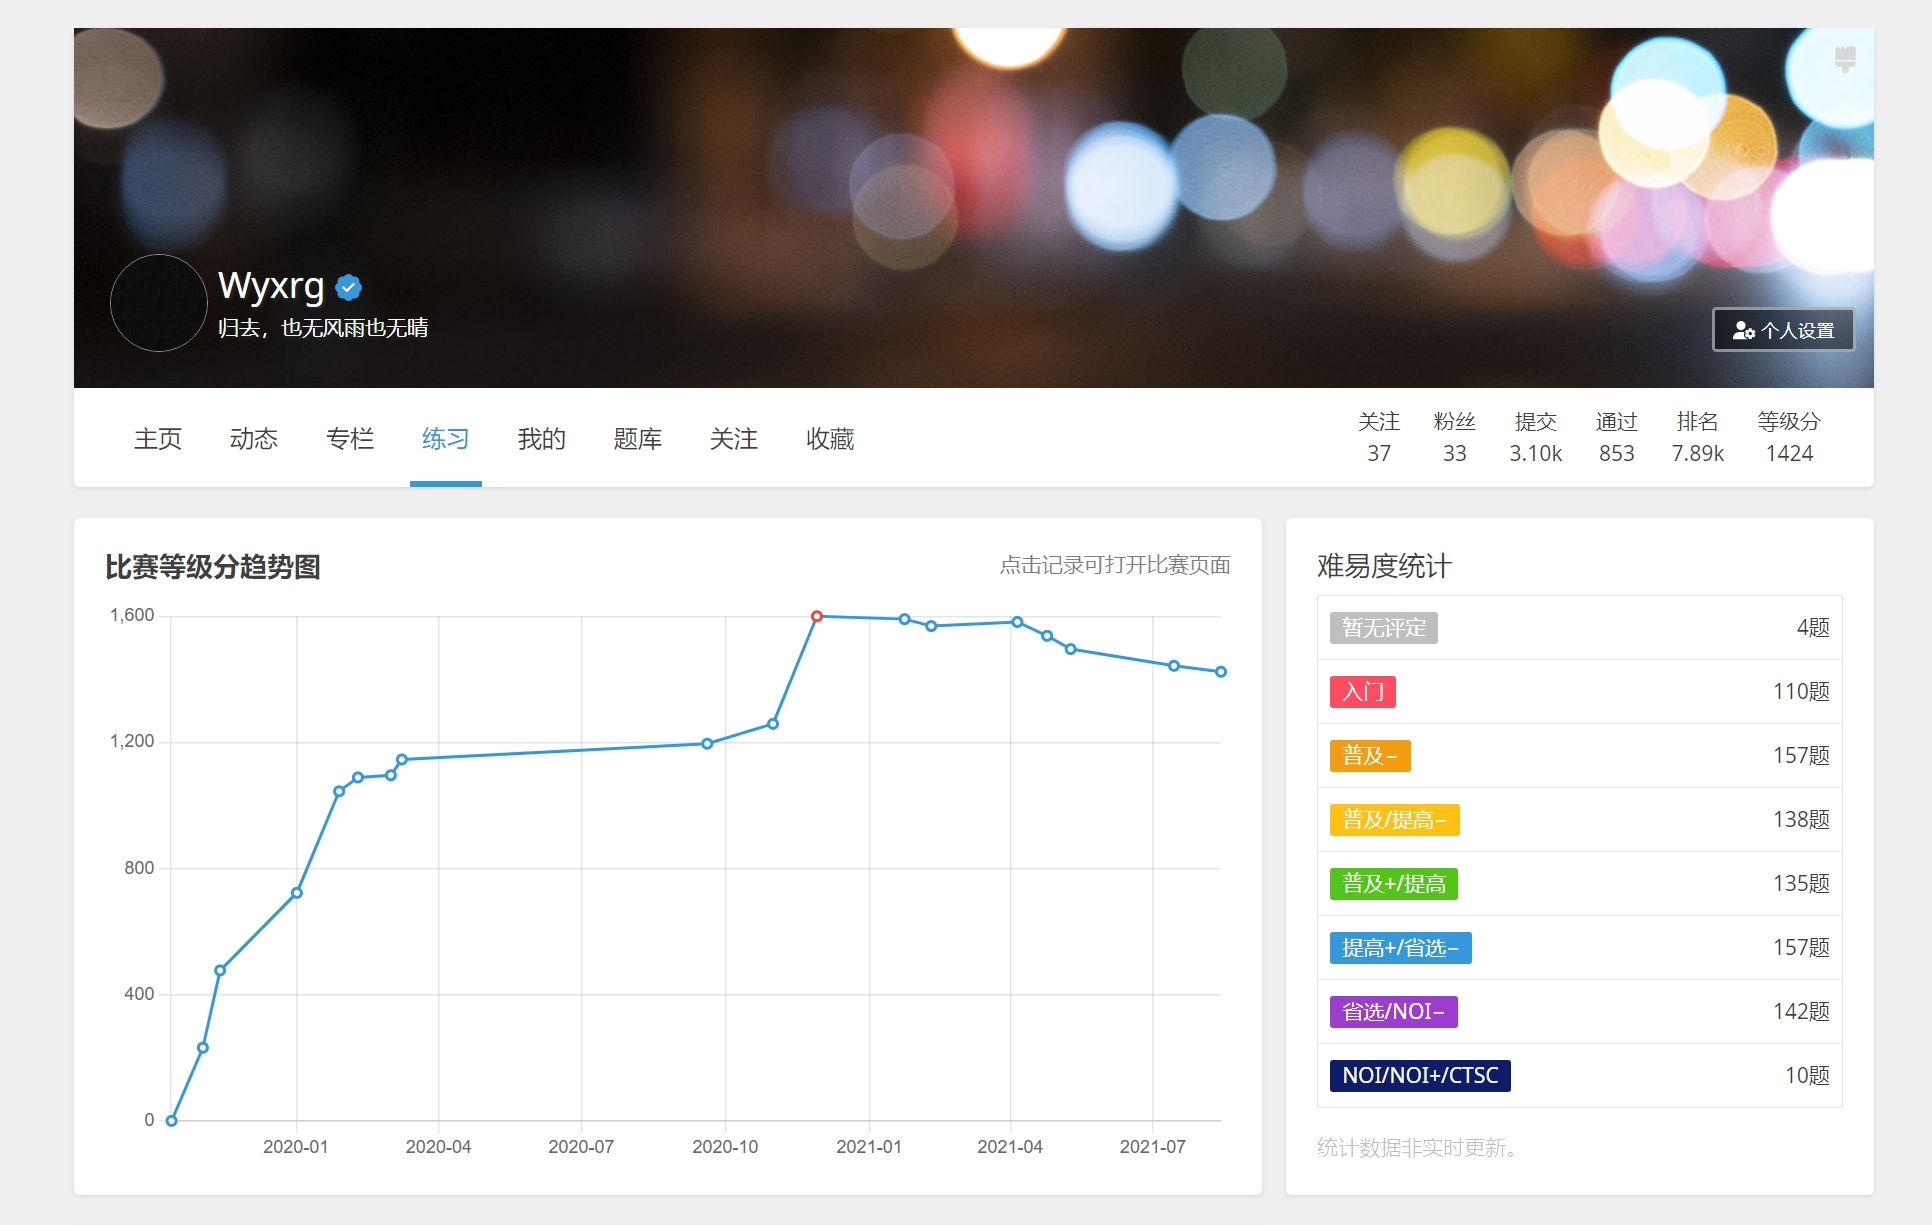 Wyxrg
归去，也无风雨也无晴
个人设置
主页 动态 专栏 练习 我的 题库 关注 收藏
关注 粉丝 提交 通过 排名 等级分
37 33 3.10k 853 7.89k 1424
比赛等级分趋势图
点击记录可打开比赛页面
1,600
1,200
800
400
0
2020-01 2020-04 2020-07 2020-10 2021-01 2021-04 2021-07
难易度统计
暂无评定 4题
入门 110题
普及− 157题
普及/提高− 138题
普及+/提高 135题
提高+/省选− 157题
省选/NOI− 142题
NOI/NOI+/CTSC 10题
统计数据非实时更新。